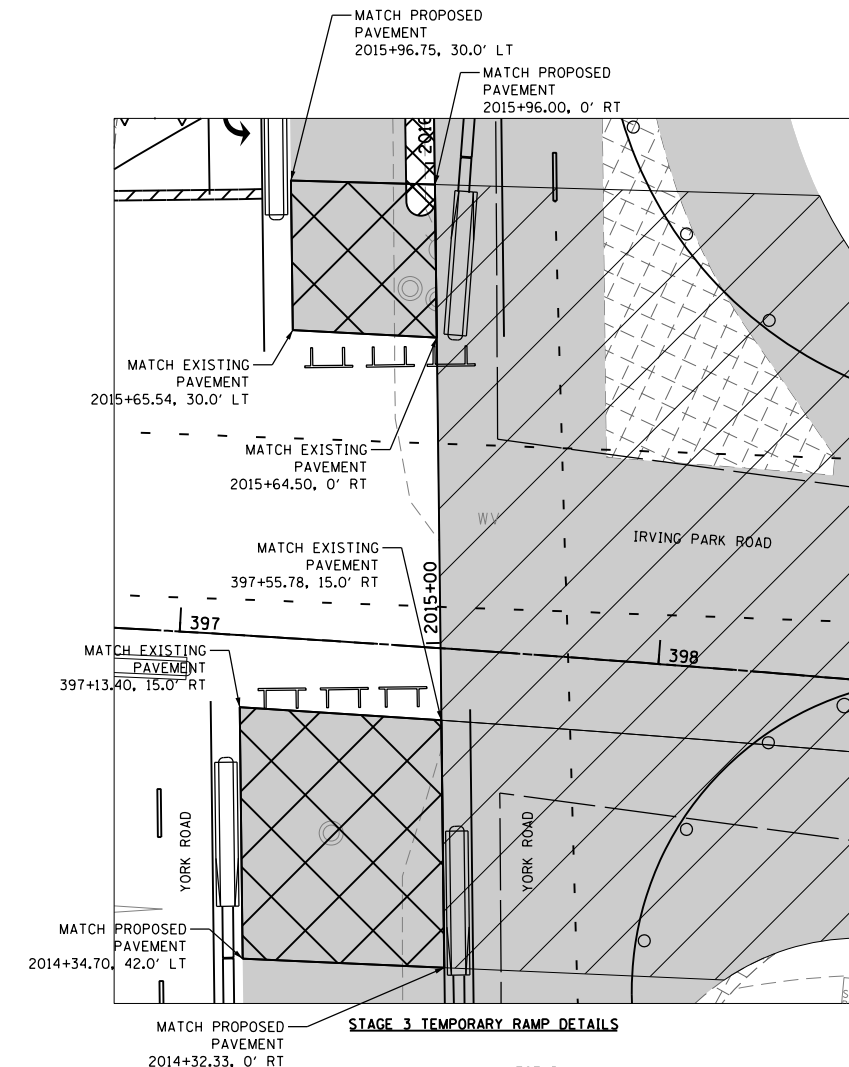 MATCH PROPOSED
PAVEMENT
2015+96.75, 30.0' LT
MATCH PROPOSED
PAVEMENT
2015+96.00, 0' RT
2016
MATCH EXISTING
PAVEMENT
2015+65.54, 30.0' LT
MATCH EXISTING
PAVEMENT
2015+64.50, 0' RT
WV
IRVING PARK ROAD
MATCH EXISTING
PAVEMENT
397+55.78, 15.0' RT
2015+00
397
398
MATCH EXISTING
PAVEMENT
397+13.40, 15.0' RT
YORK ROAD
YORK ROAD
MATCH PROPOSED
PAVEMENT
2014+34.70, 42.0' LT
MATCH PROPOSED
PAVEMENT
2014+32.33, 0' RT
STAGE 3 TEMPORARY RAMP DETAILS